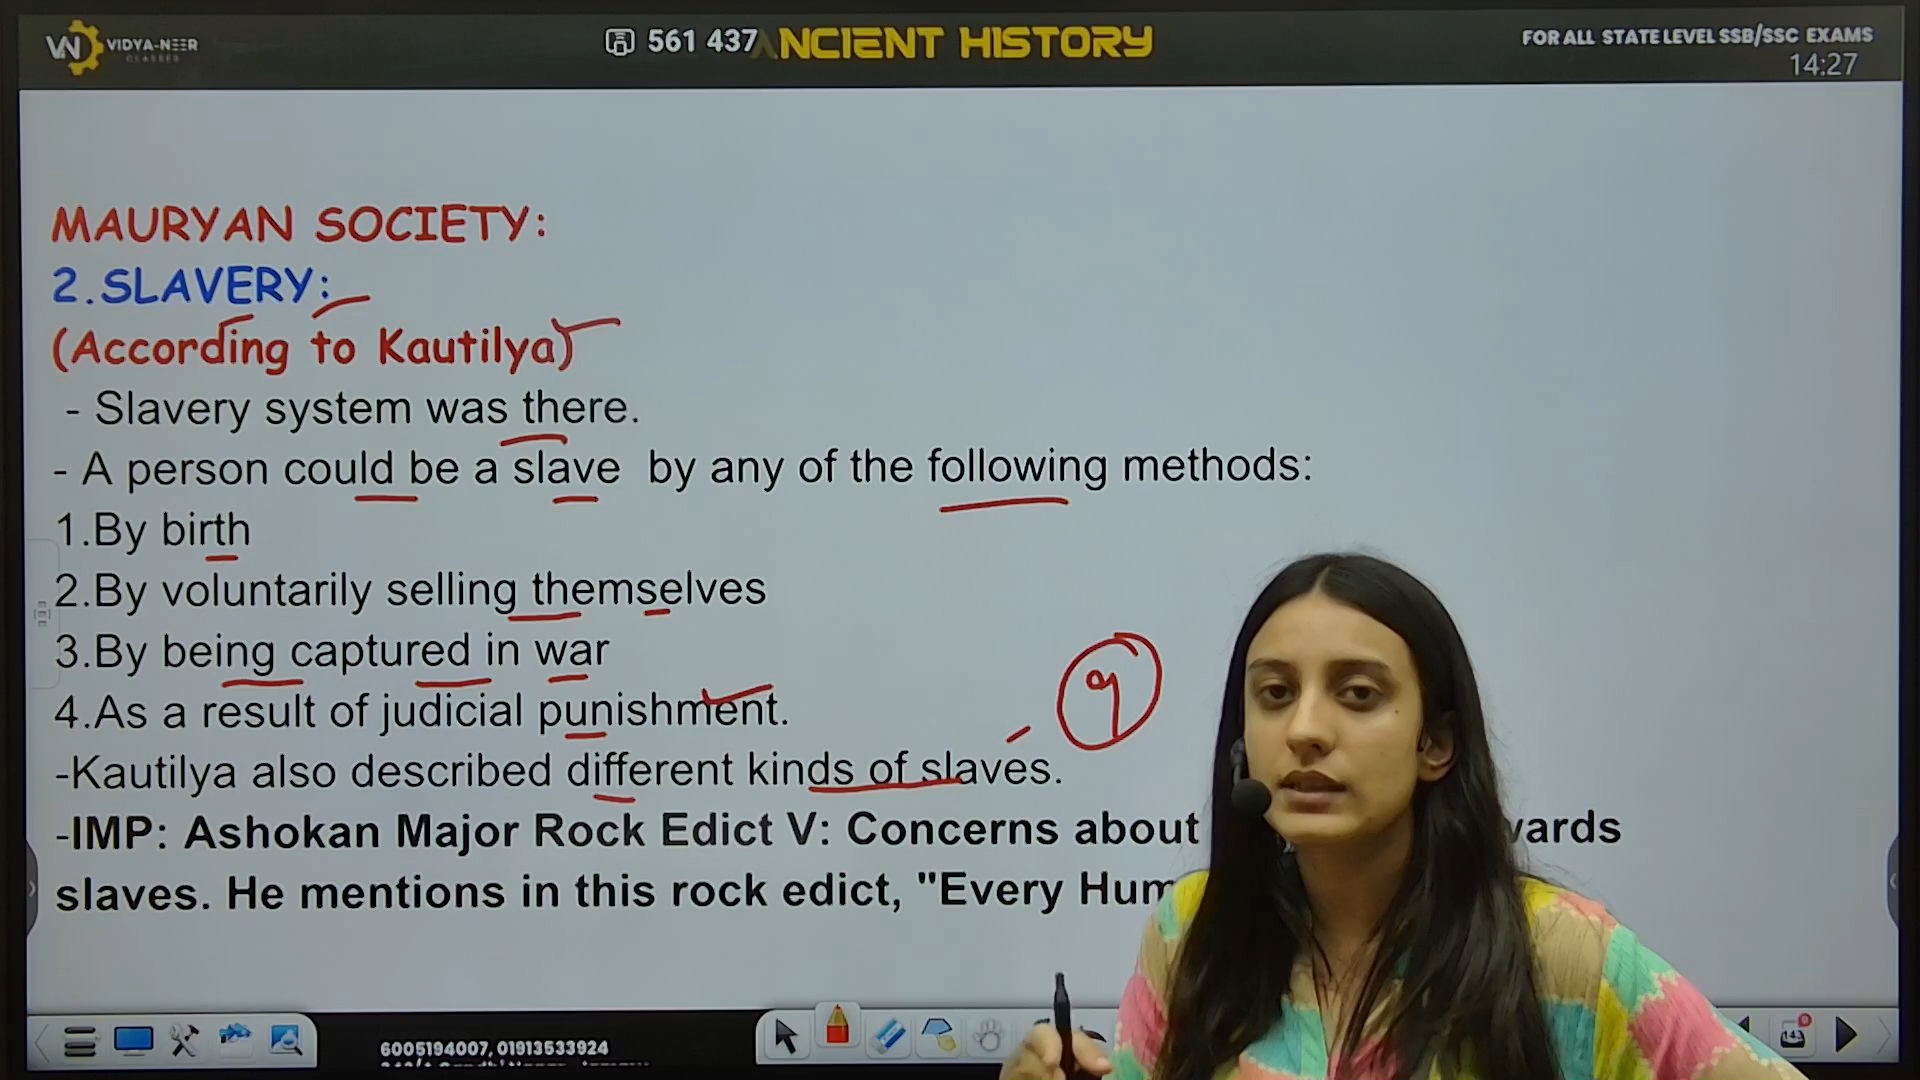 VN VIDYA-NEER CLASSES
561 437 ANCIENT HISTORY
FOR ALL STATE LEVEL SSB/SSC EXAMS
14:27
MAURYAN SOCIETY:
2.SLAVERY:
(According to Kautilya)
- Slavery system was there.
- A person could be a slave by any of the following methods:
1.By birth
2.By voluntarily selling themselves
3.By being captured in war
9
4.As a result of judicial punishment.
-Kautilya also described different kinds of slaves.
-IMP: Ashokan Major Rock Edict V: Concerns about
slaves. He mentions in this rock edict, "Every
6005194007, 01913533924